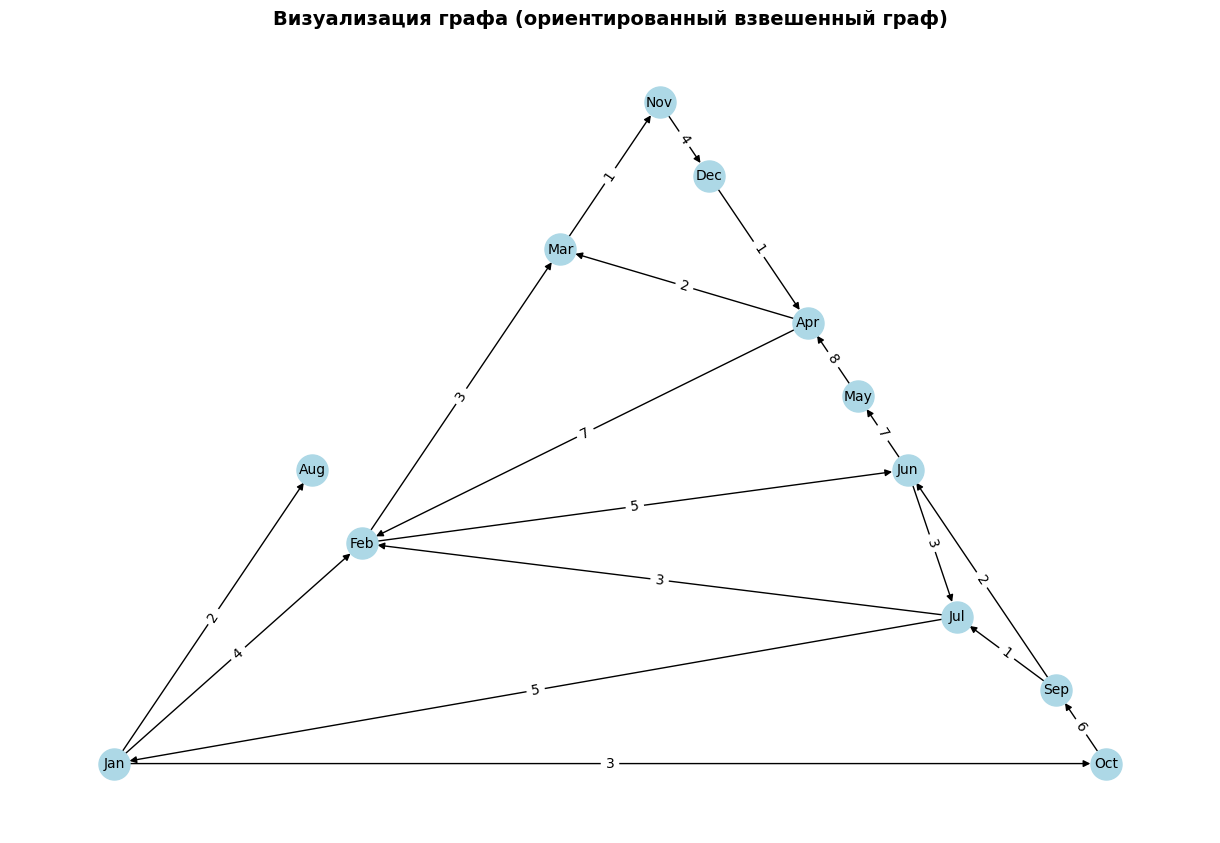 Визуализация графа (ориентированный взвешенный граф)
Nov
4
Dec
1
Mar
1
2
Apr
8
3
May
7
7
Aug
Jun
5
Feb
3
3
2
2
Jul
4
1
5
Sep
6
Jan
3
Oct